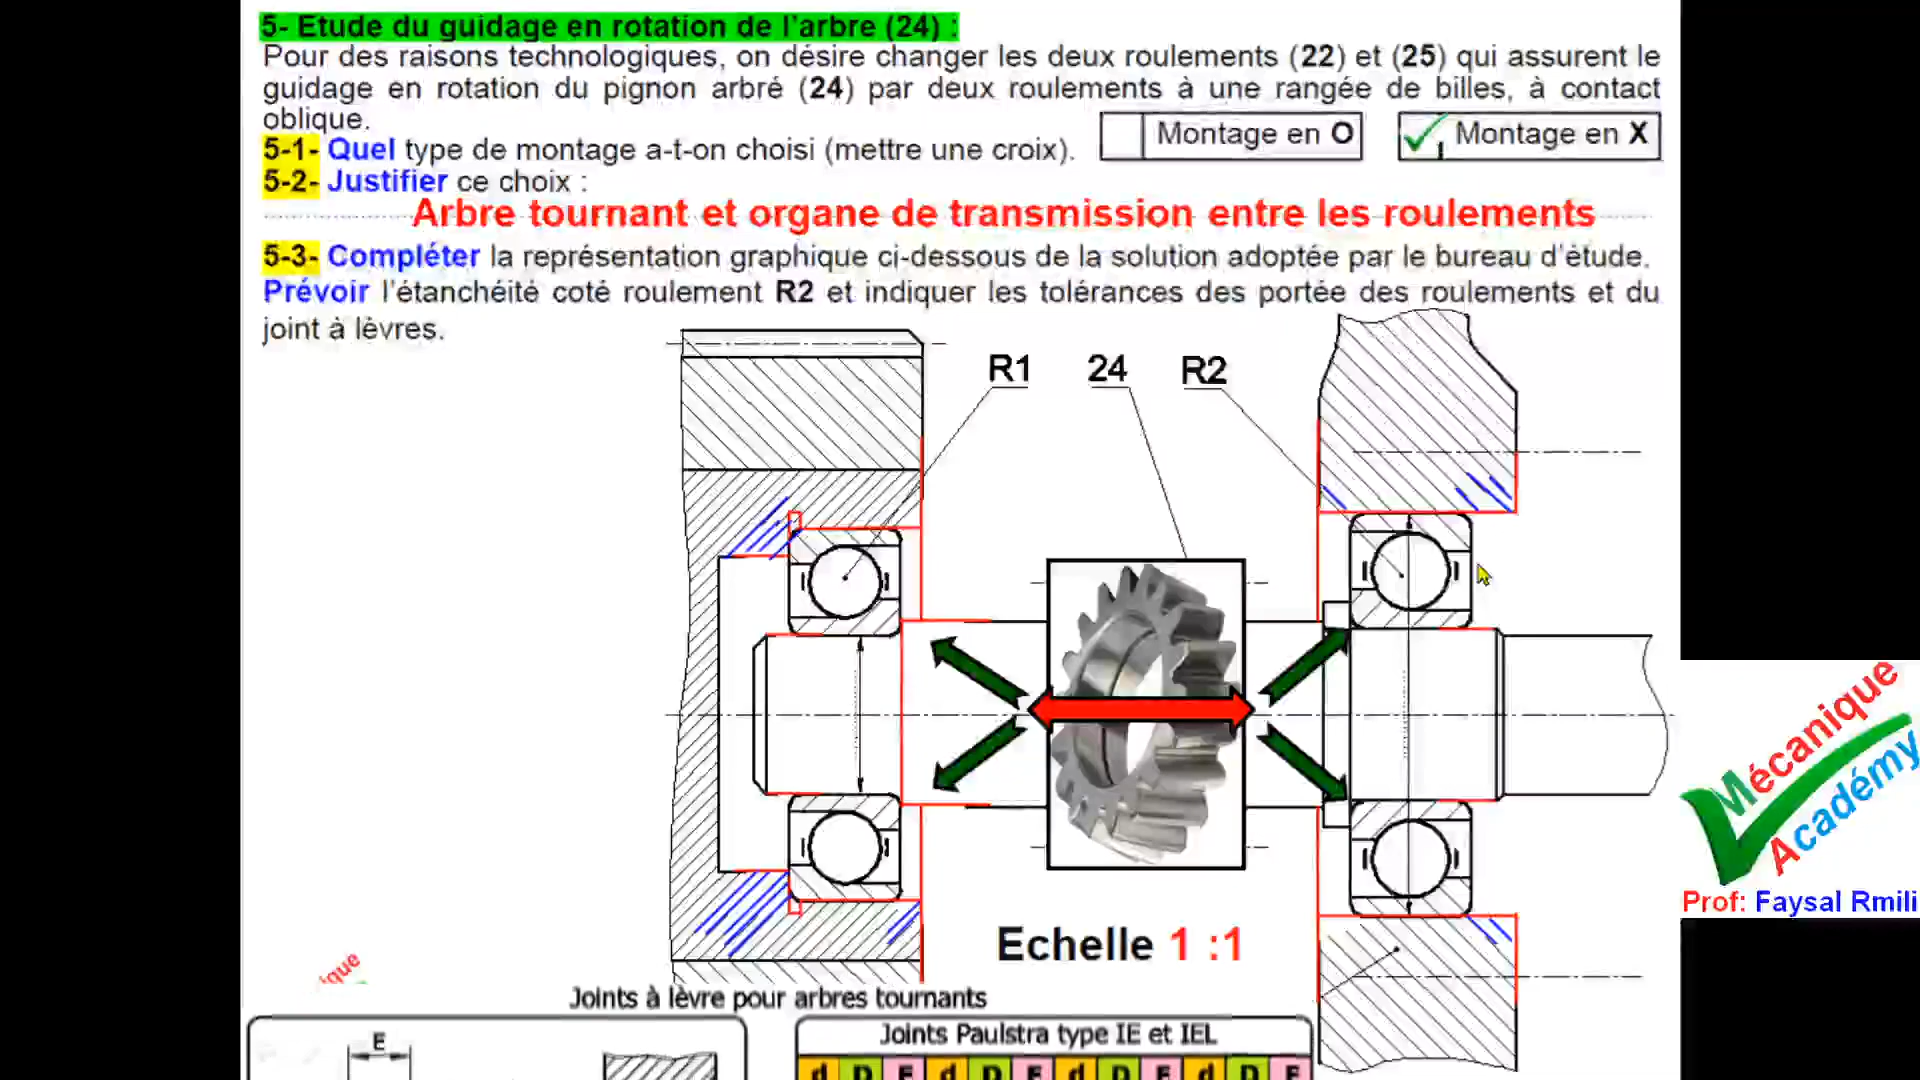 5- Etude du guidage en rotation de l'arbre (24) :
Pour des raisons technologiques, on désire changer les deux roulements (22) et (25) qui assurent le
guidage en rotation du pignon arbré (24) par deux roulements à une rangée de billes, à contact
oblique.
Montage en O
Montage en X
5-1- Quel type de montage a-t-on choisi (mettre une croix).
5-2- Justifier ce choix :
Arbre tournant et organe de transmission entre les roulements
5-3- Compléter la représentation graphique ci-dessous de la solution adoptée par le bureau d'étude.
Prévoir l'étanchéité coté roulement R2 et indiquer les tolérances des portée des roulements et du
joint à lèvres.
R1
24
R2
Echelle 1 :1
Mécanique
Académy
Prof: Faysal Rmili
ique
Joints à lèvre pour arbres tournants
Joints Paulstra type IE et IEL
E
d D E d D E d D E d D E